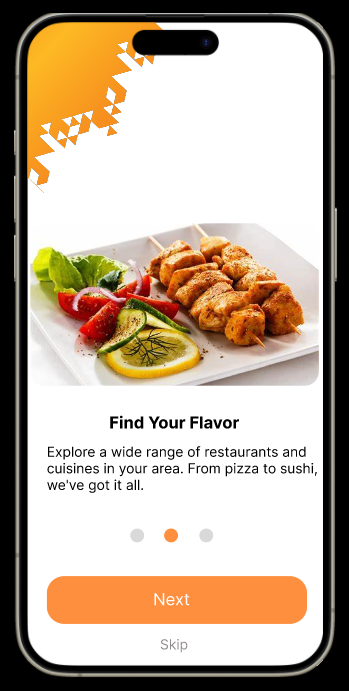 Find Your Flavor
Explore a wide range of restaurants and
cuisines in your area. From pizza to sushi,
we've got it all.
Next
Skip